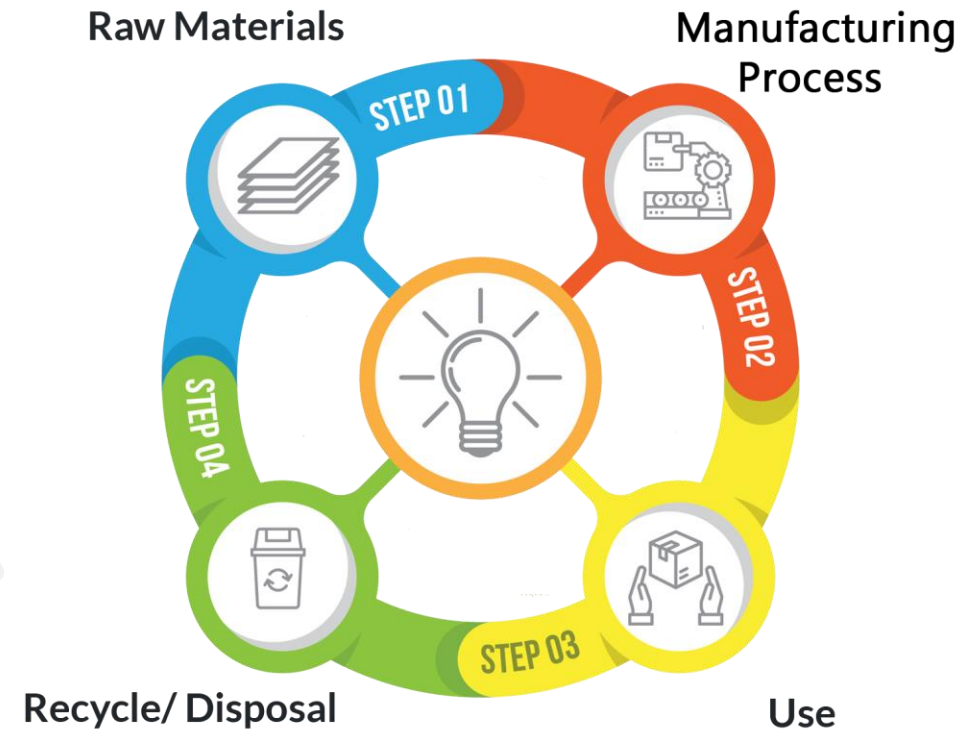 Raw Materials
Manufacturing
Process
STEP 01
STEP 02
STEP 04
STEP 03
Recycle/ Disposal
Use